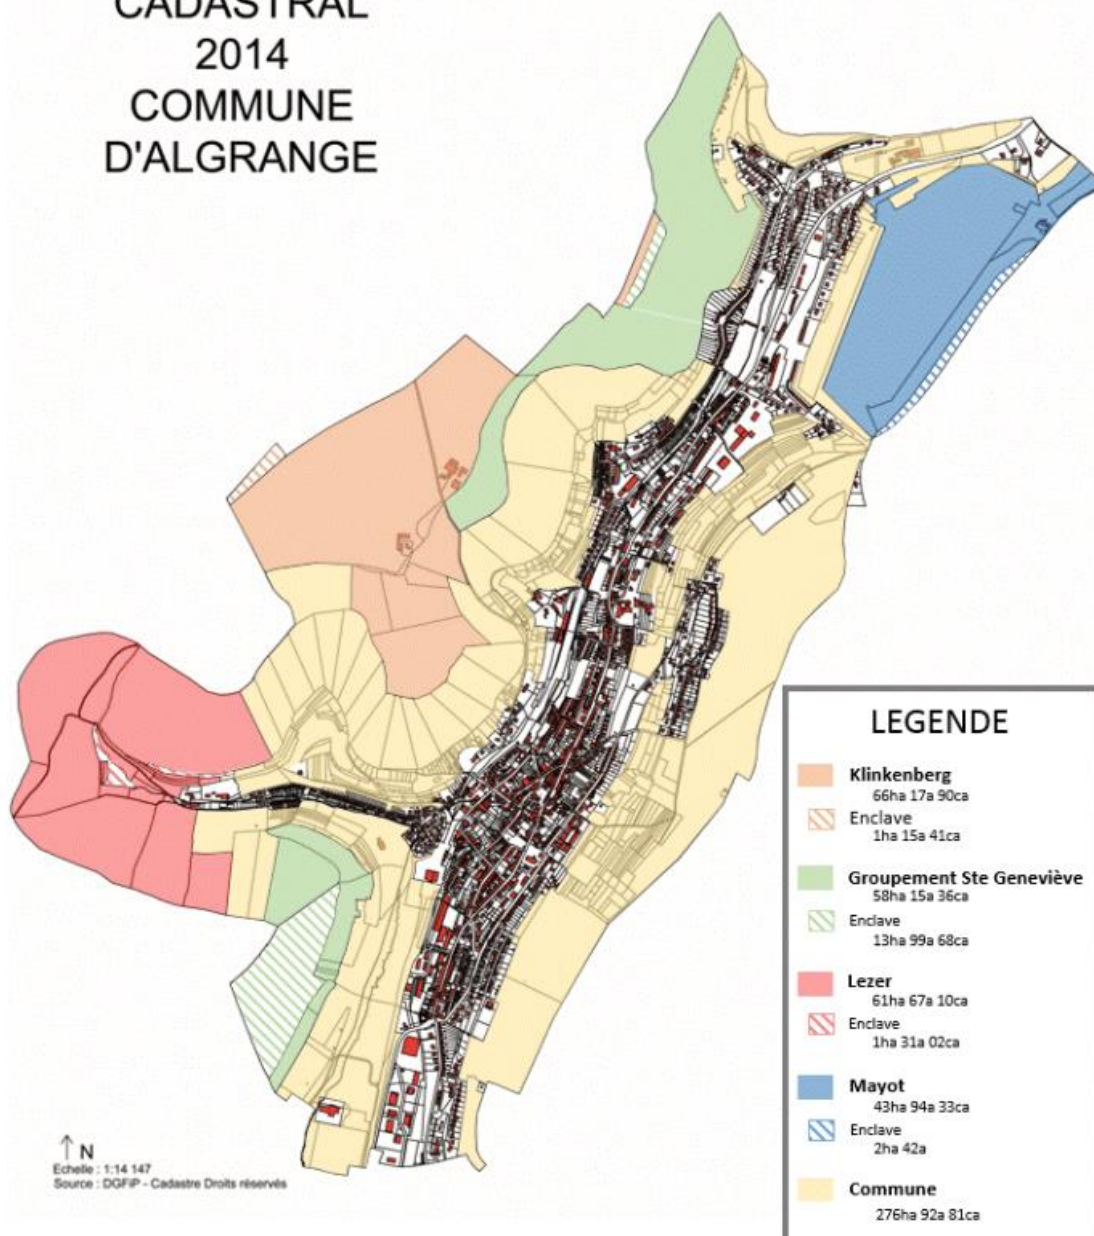 CADASTRAL
2014
COMMUNE
D'ALGRANGE
LEGENDE
Klinkenberg
66ha 17a 90ca
Enclave
1ha 15a 41ca
Groupement Ste Geneviève
58ha 15a 36ca
Enclave
13ha 99a 68ca
Lezer
61ha 67a 10ca
Enclave
1ha 31a 02ca
Mayot
43ha 94a 33ca
Enclave
2ha 42a
Commune
276ha 92a 81ca
N
Echelle : 1:14 147
Source : DGFiP - Cadastre Droits réservés